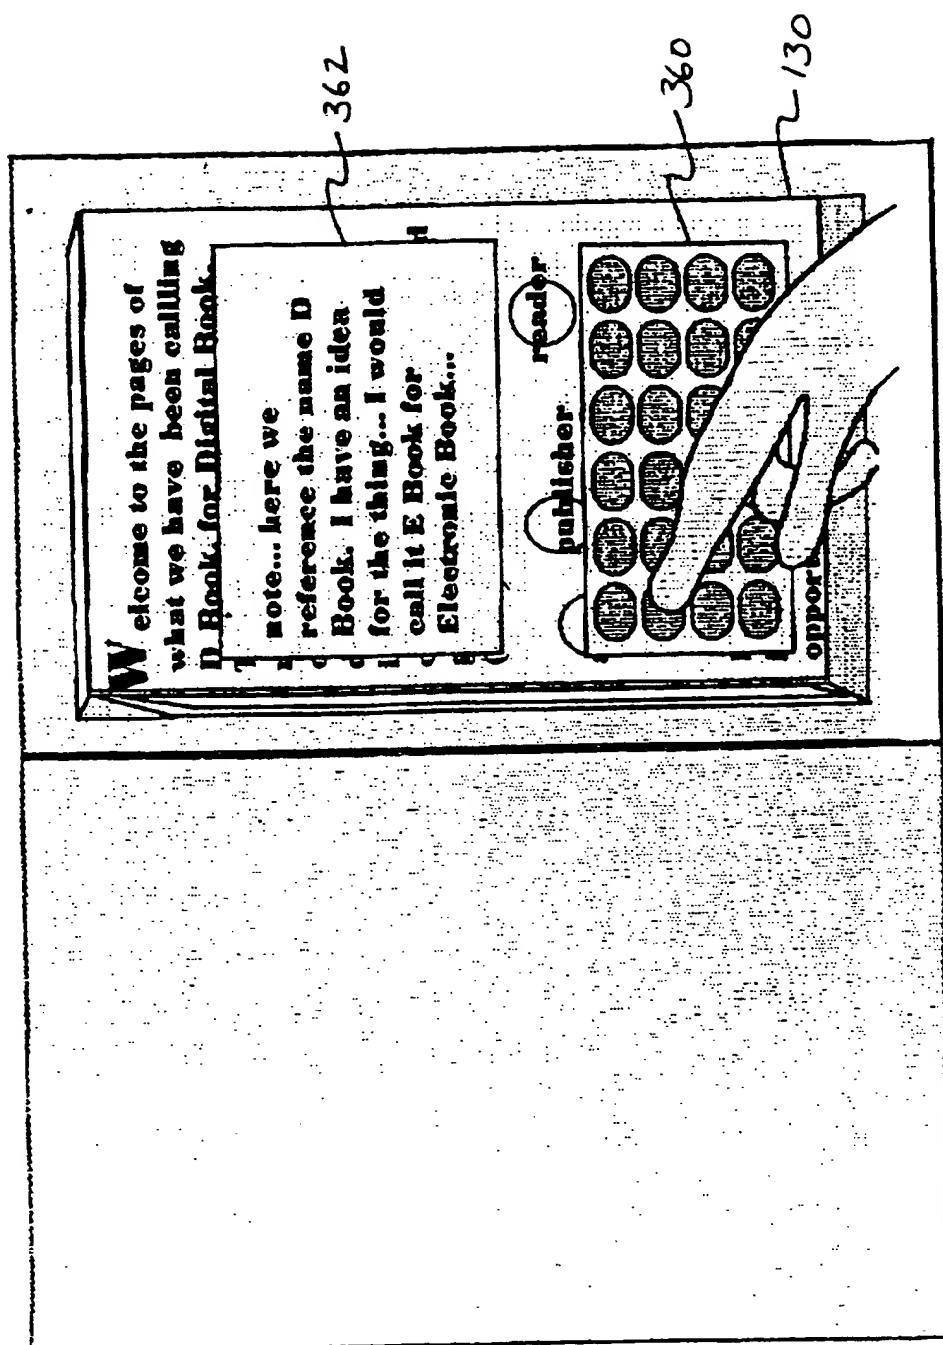 Welcome to the pages of
what we have been callling
D Book, for Digital Book.
note... here we
reference the name D
Book. I have an idea
for the thing... I would
call it E Book for
Electronic Book...
publisher
reader
362
360
130